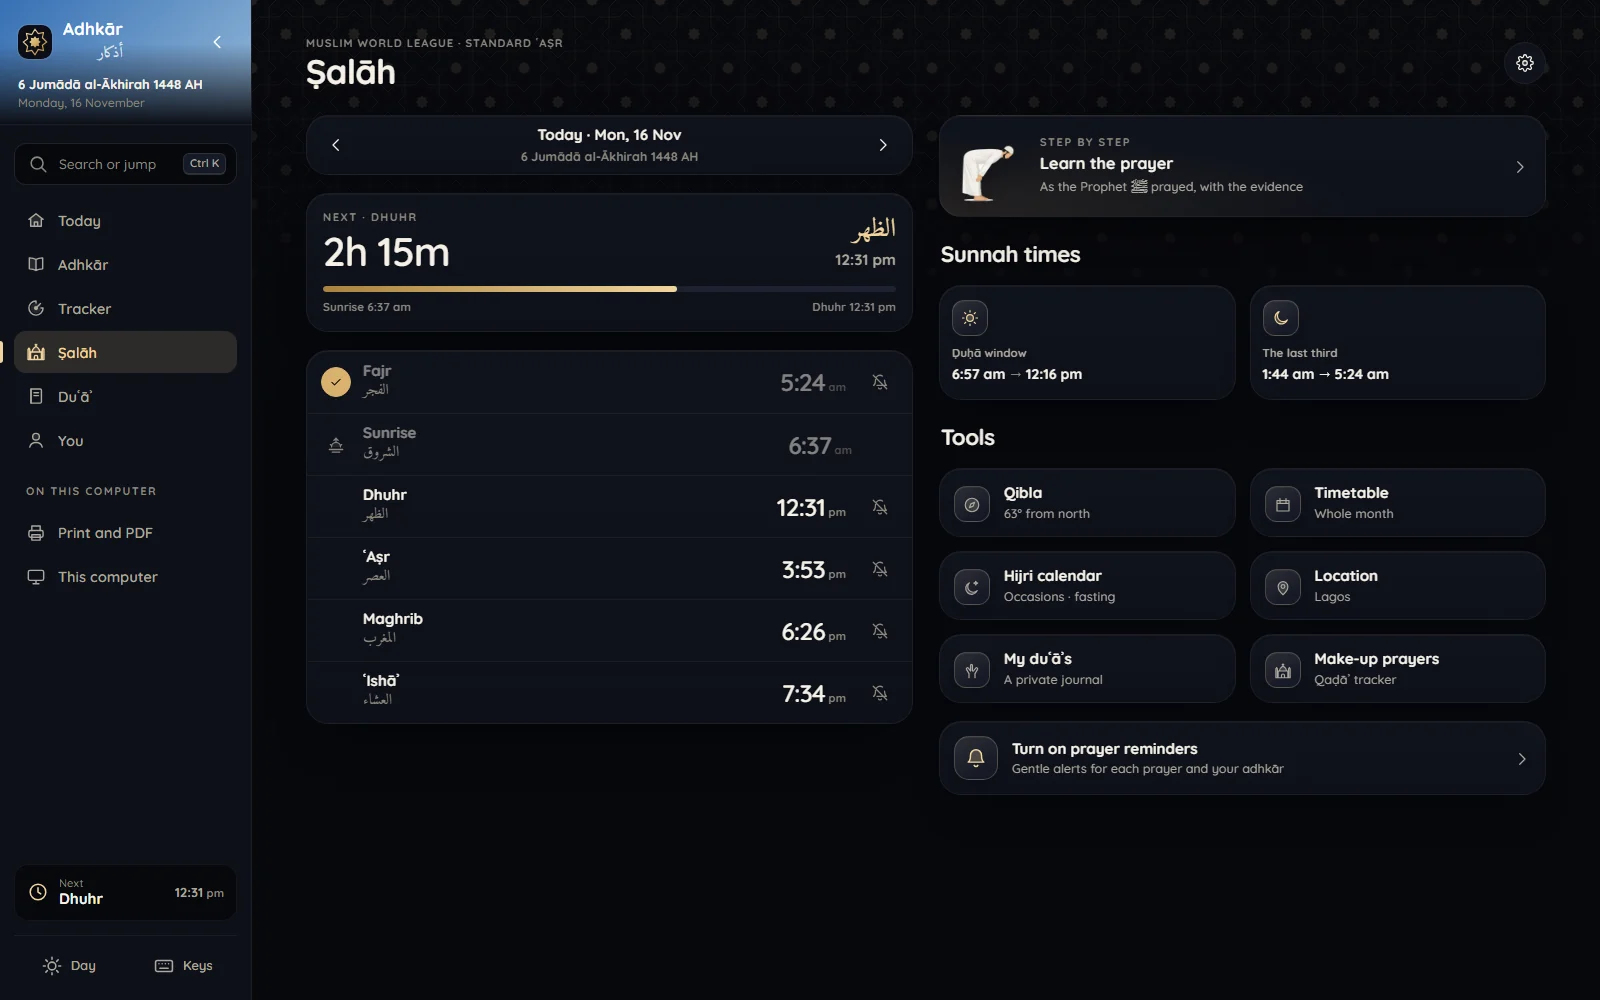 Adhkār
أذكار
6 Jumādā al-Ākhirah 1448 AH
Monday, 16 November
Search or jump
Ctrl K
Today
Adhkār
Tracker
Ṣalāh
Duʿāʾ
You
ON THIS COMPUTER
Print and PDF
This computer
Next
Dhuhr
12:31 pm
Day
Keys
MUSLIM WORLD LEAGUE · STANDARD ʿAṢR
Ṣalāh
Today · Mon, 16 Nov
6 Jumādā al-Ākhirah 1448 AH
NEXT · DHUHR
2h 15m
الظهر
12:31 pm
Sunrise 6:37 am
Dhuhr 12:31 pm
Fajr
الفجر
5:24 am
Sunrise
الشروق
6:37 am
Dhuhr
الظهر
12:31 pm
ʿAṣr
العصر
3:53 pm
Maghrib
المغرب
6:26 pm
ʿIshāʾ
العشاء
7:34 pm
STEP BY STEP
Learn the prayer
As the Prophet ﷺ prayed, with the evidence
Sunnah times
Ḍuḥā window
6:57 am → 12:16 pm
The last third
1:44 am → 5:24 am
Tools
Qibla
63° from north
Timetable
Whole month
Hijri calendar
Occasions · fasting
Location
Lagos
My duʿāʾs
A private journal
Make-up prayers
Qaḍāʾ tracker
Turn on prayer reminders
Gentle alerts for each prayer and your adhkār